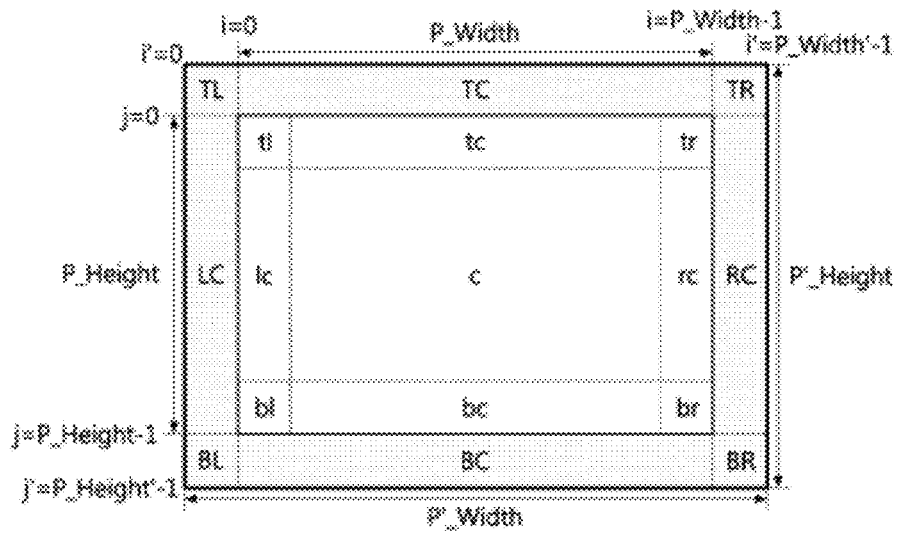 i=0
P_Width
i=P_Width-1
i'=0
i'=P_Width'-1
TL
TC
TR
j=0
tl
tc
tr
P_Height
LC
lc
c
rc
RC
P'_Height
bl
bc
br
j=P_Height-1
BL
BC
BR
j'=P_Height'-1
P'_Width